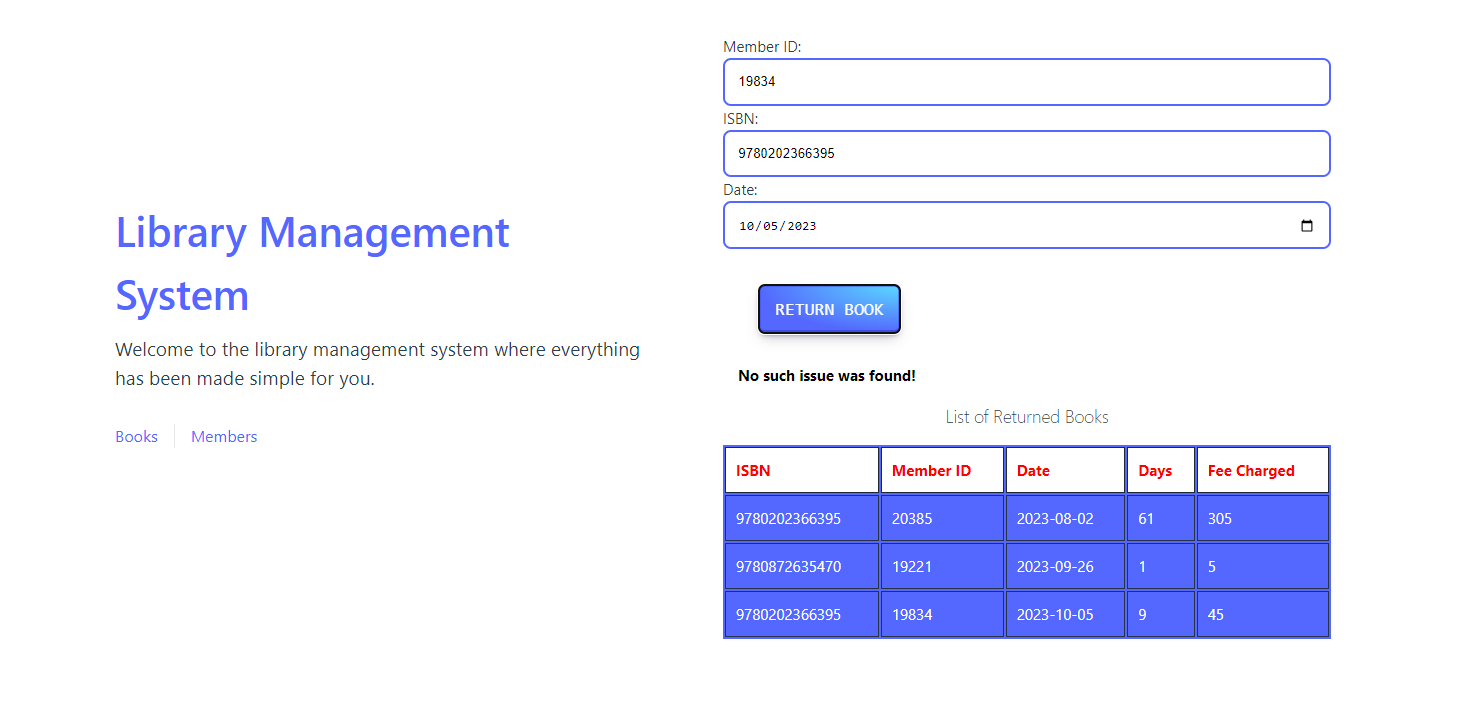 Library Management
System
Welcome to the library management system where everything
has been made simple for you.
Books Members
Member ID:
19834
ISBN:
9780202366395
Date:
10/05/2023
RETURN BOOK
No such issue was found!
List of Returned Books
ISBN Member ID Date Days Fee Charged
9780202366395 20385 2023-08-02 61 305
9780872635470 19221 2023-09-26 1 5
9780202366395 19834 2023-10-05 9 45